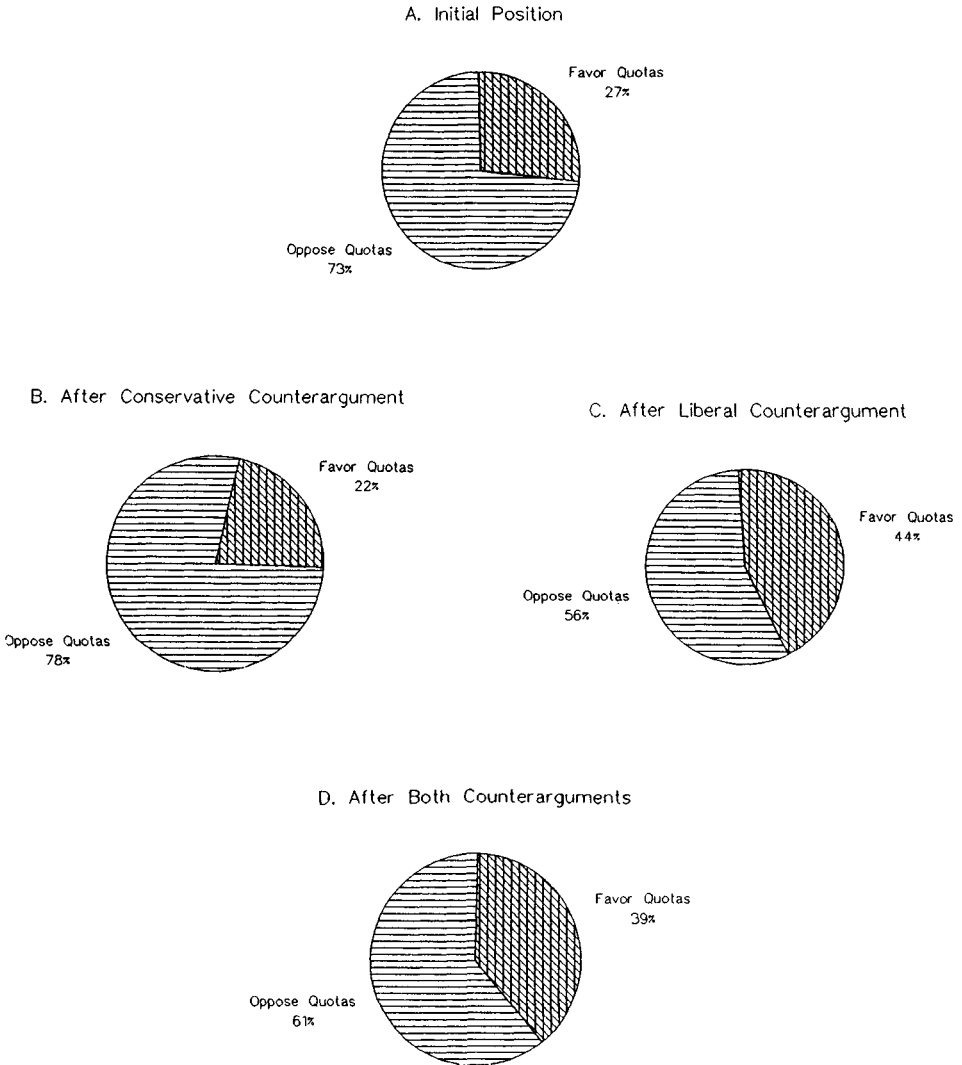 A. Initial Position
Favor Quotas
27%
Oppose Quotas
73%
B. After Conservative Counterargument
Favor Quotas
22%
Oppose Quotas
78%
C. After Liberal Counterargument
Favor Quotas
44%
Oppose Quotas
56%
D. After Both Counterarguments
Favor Quotas
39%
Oppose Quotas
61%